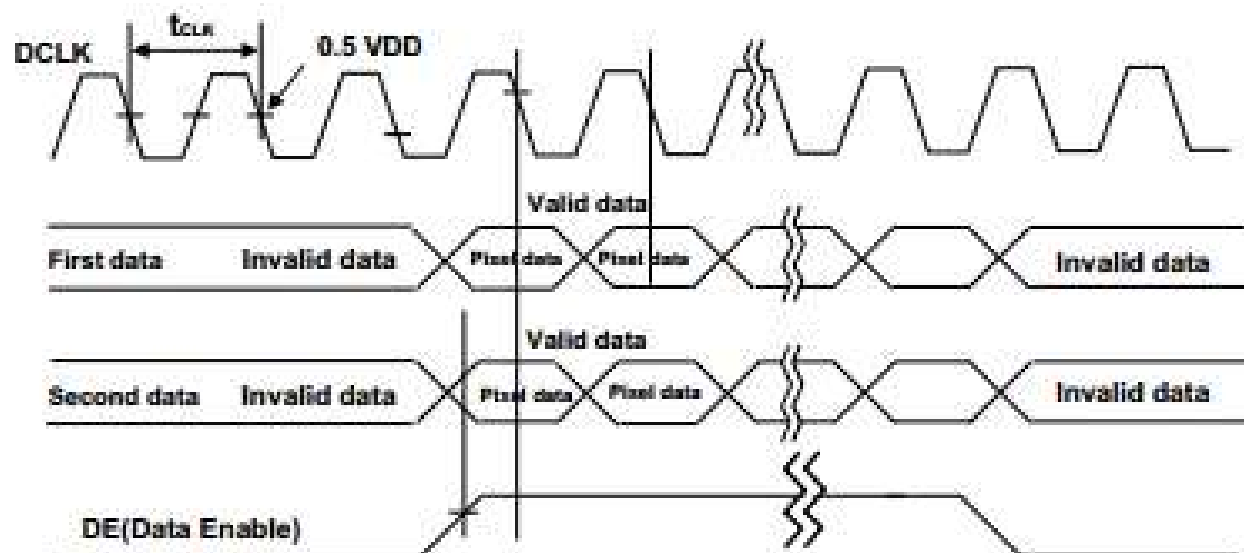 tCLK
DCLK
0.5 VDD
Valid data
First data Invalid data Pixel data Pixel data Invalid data
Valid data
Second data Invalid data Pixel data Pixel data Invalid data
DE(Data Enable)